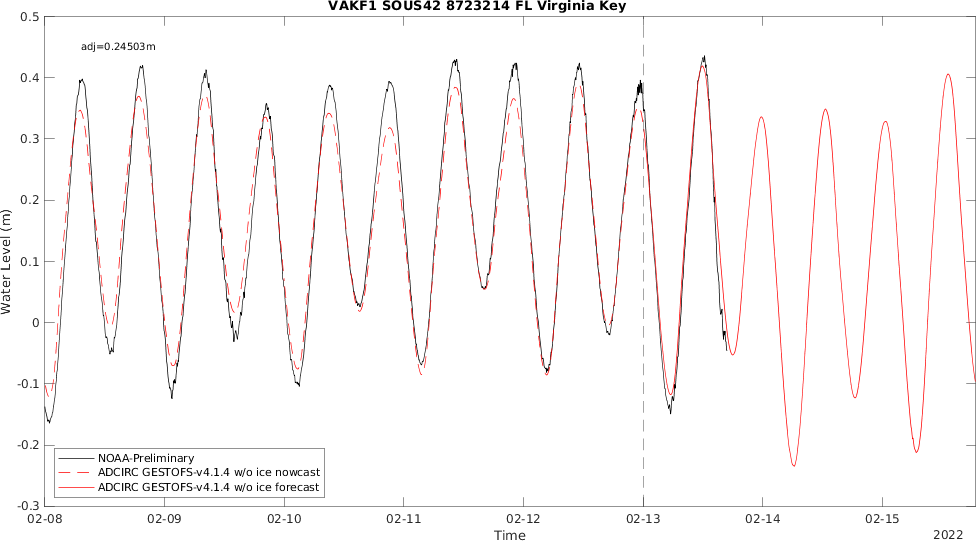 VAKF1 SOUS42 8723214 FL Virginia Key
adj=0.24503m
0.5
0.4
0.3
0.2
0.1
0
-0.1
-0.2
-0.3
Water Level (m)
NOAA-Preliminary
ADCIRC GESTOFS-v4.1.4 w/o ice nowcast
ADCIRC GESTOFS-v4.1.4 w/o ice forecast
02-08 02-09 02-10 02-11 02-12 02-13 02-14 02-15
Time
2022